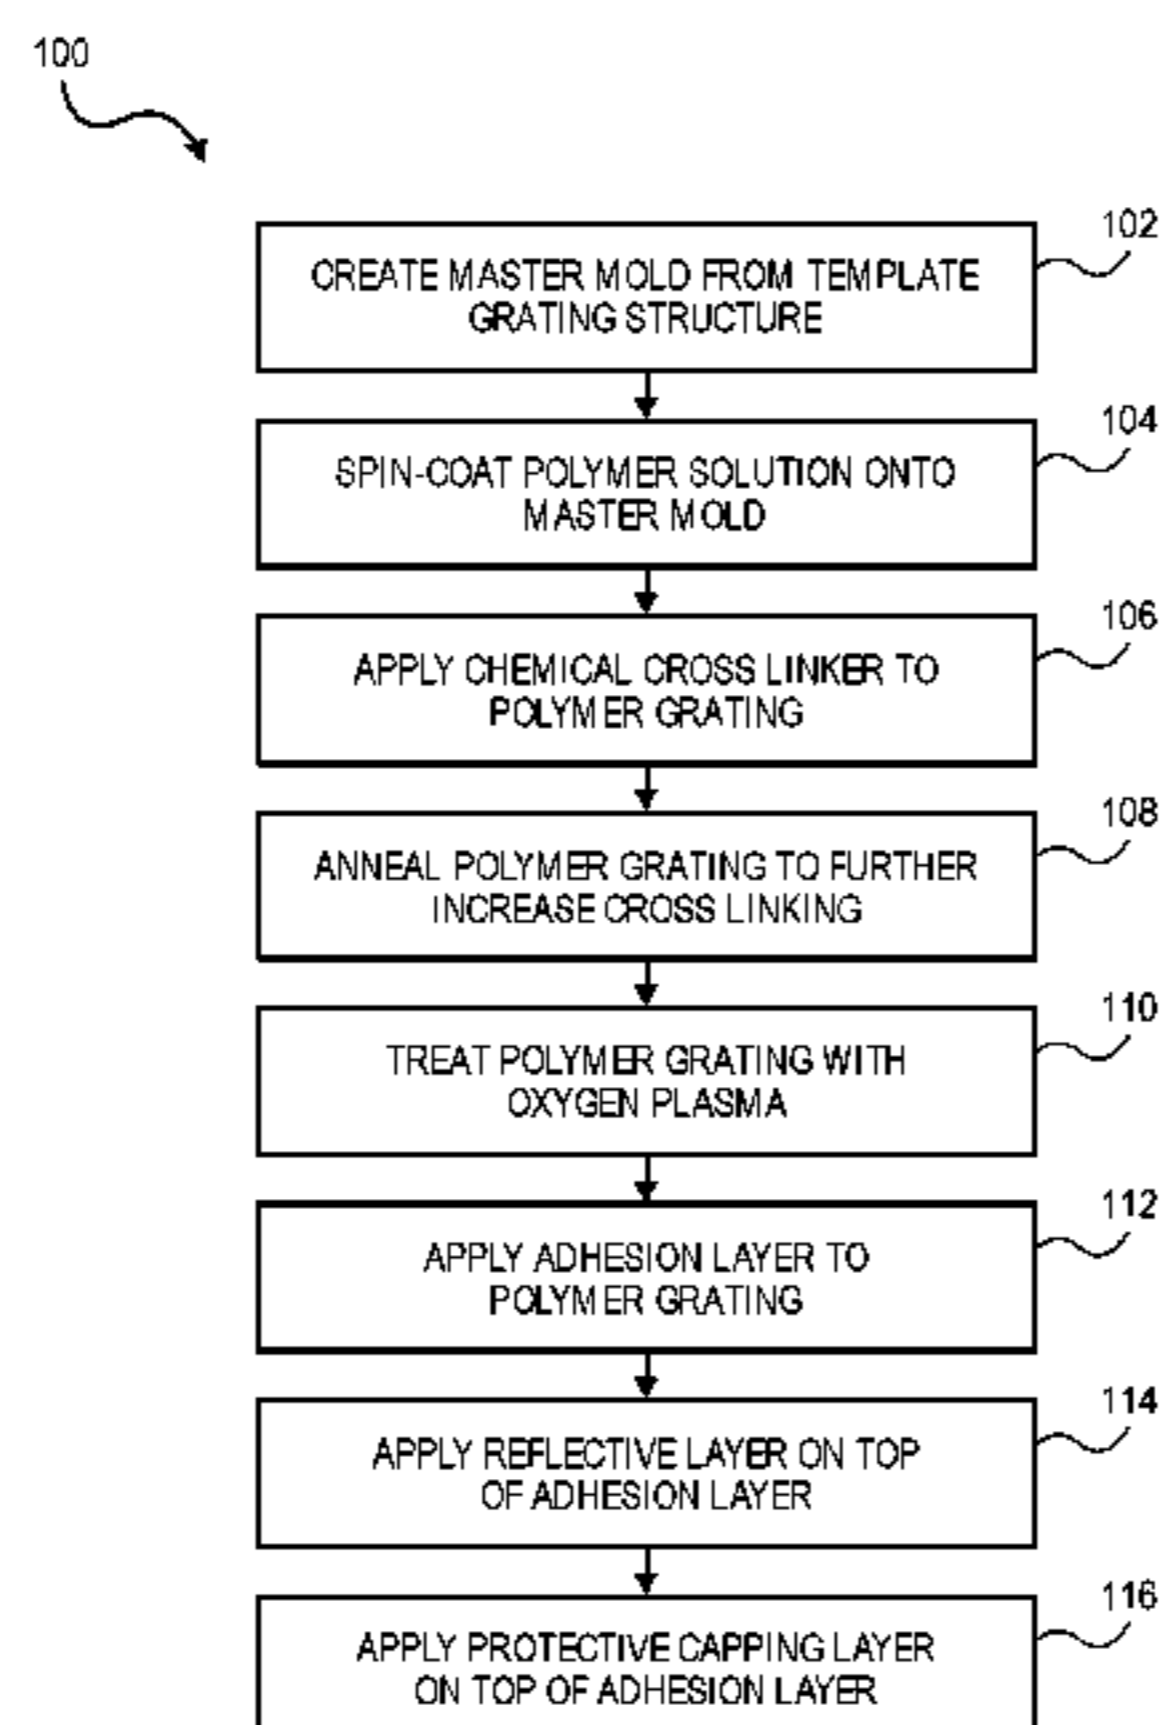 100
102
CREATE MASTER MOLD FROM TEMPLATE
GRATING STRUCTURE
104
SPIN-COAT POLYMER SOLUTION ONTO
MASTER MOLD
106
APPLY CHEMICAL CROSS LINKER TO
POLYMER GRATING
108
ANNEAL POLYMER GRATING TO FURTHER
INCREASE CROSS LINKING
110
TREAT POLYMER GRATING WITH
OXYGEN PLASMA
112
APPLY ADHESION LAYER TO
POLYMER GRATING
114
APPLY REFLECTIVE LAYER ON TOP
OF ADHESION LAYER
116
APPLY PROTECTIVE CAPPING LAYER
ON TOP OF ADHESION LAYER